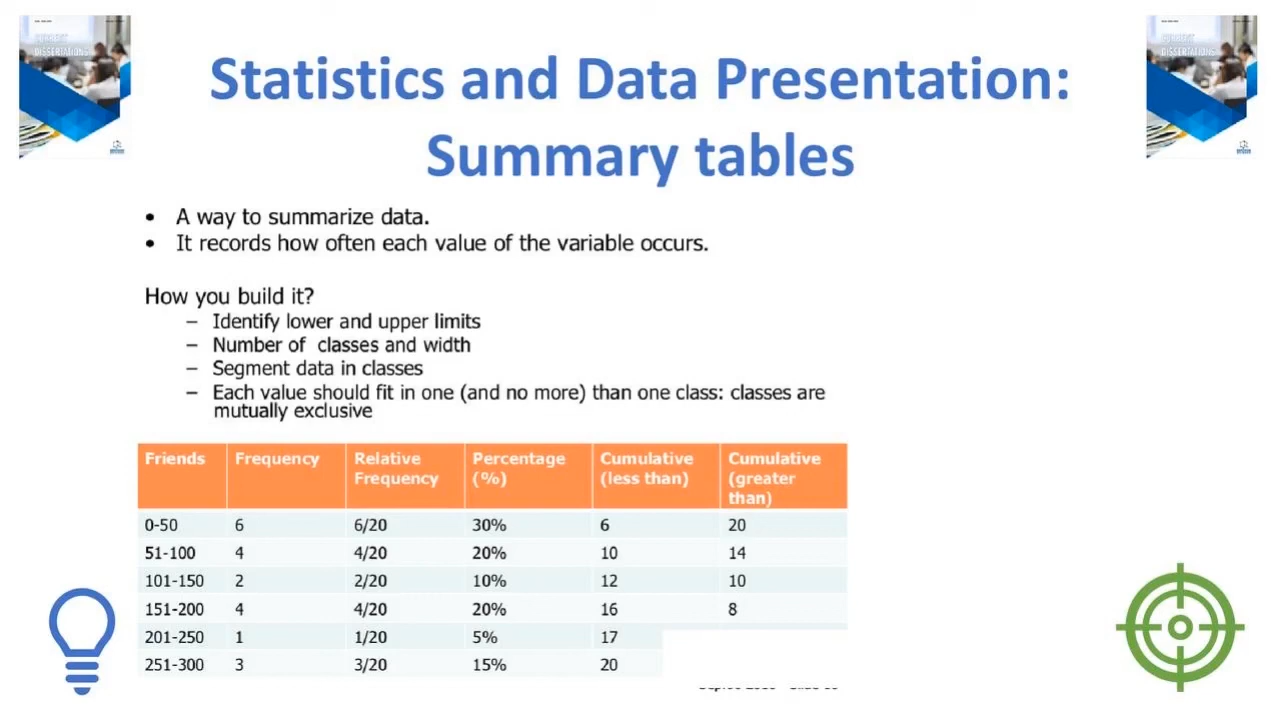 CURRENT
DISSERTATIONS
CURRENT
DISSERTATIONS
Statistics and Data Presentation:
Summary tables
• A way to summarize data.
• It records how often each value of the variable occurs.
How you build it?
– Identify lower and upper limits
– Number of classes and width
– Segment data in classes
– Each value should fit in one (and no more) than one class: classes are
mutually exclusive
Friends Frequency Relative Frequency Percentage (%) Cumulative (less than) Cumulative (greater than)
0-50 6 6/20 30% 6 20
51-100 4 4/20 20% 10 14
101-150 2 2/20 10% 12 10
151-200 4 4/20 20% 16 8
201-250 1 1/20 5% 17
251-300 3 3/20 15% 20